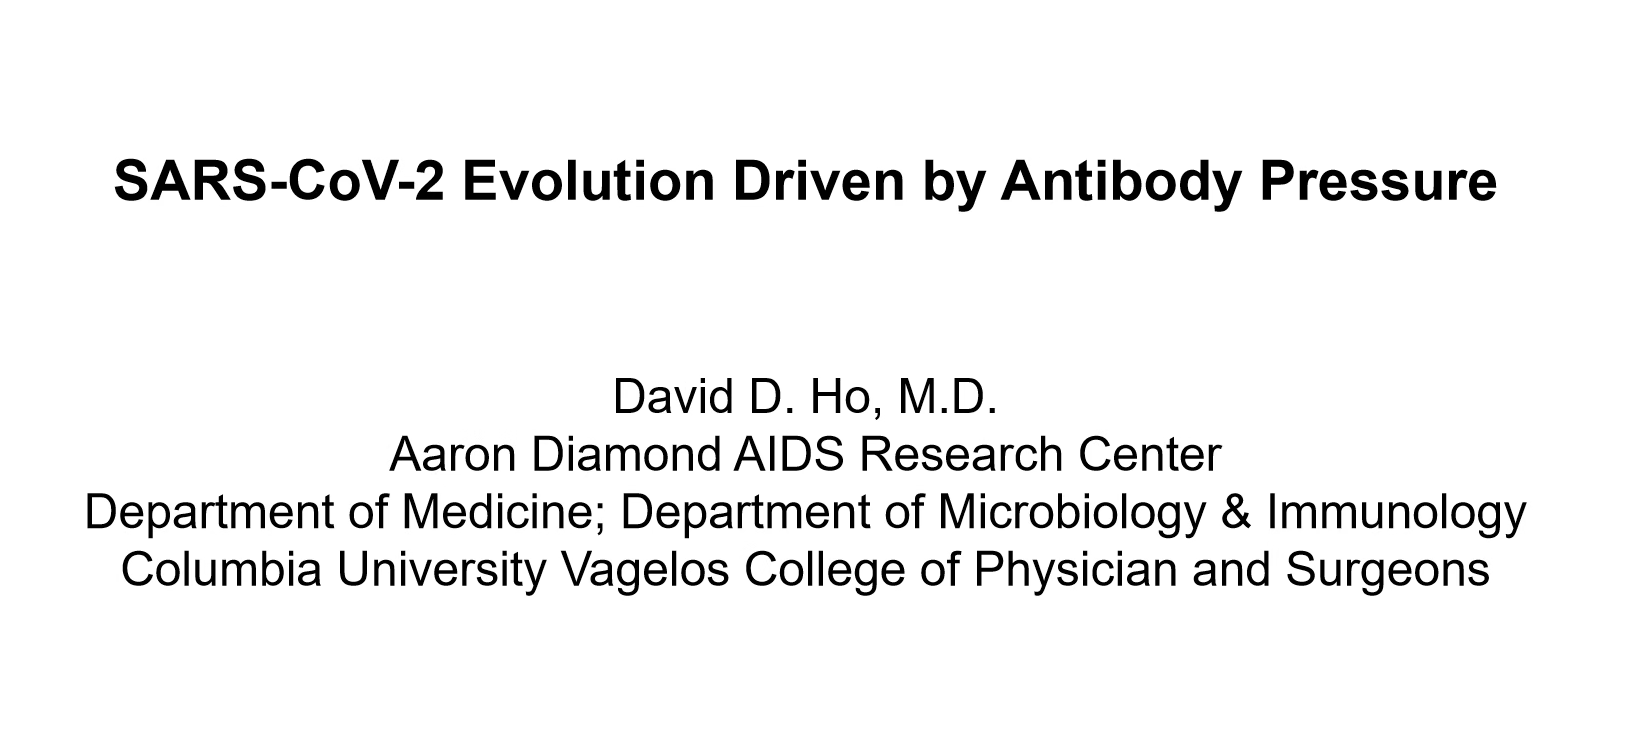 SARS-CoV-2 Evolution Driven by Antibody Pressure
David D. Ho, M.D.
Aaron Diamond AIDS Research Center
Department of Medicine; Department of Microbiology & Immunology
Columbia University Vagelos College of Physician and Surgeons